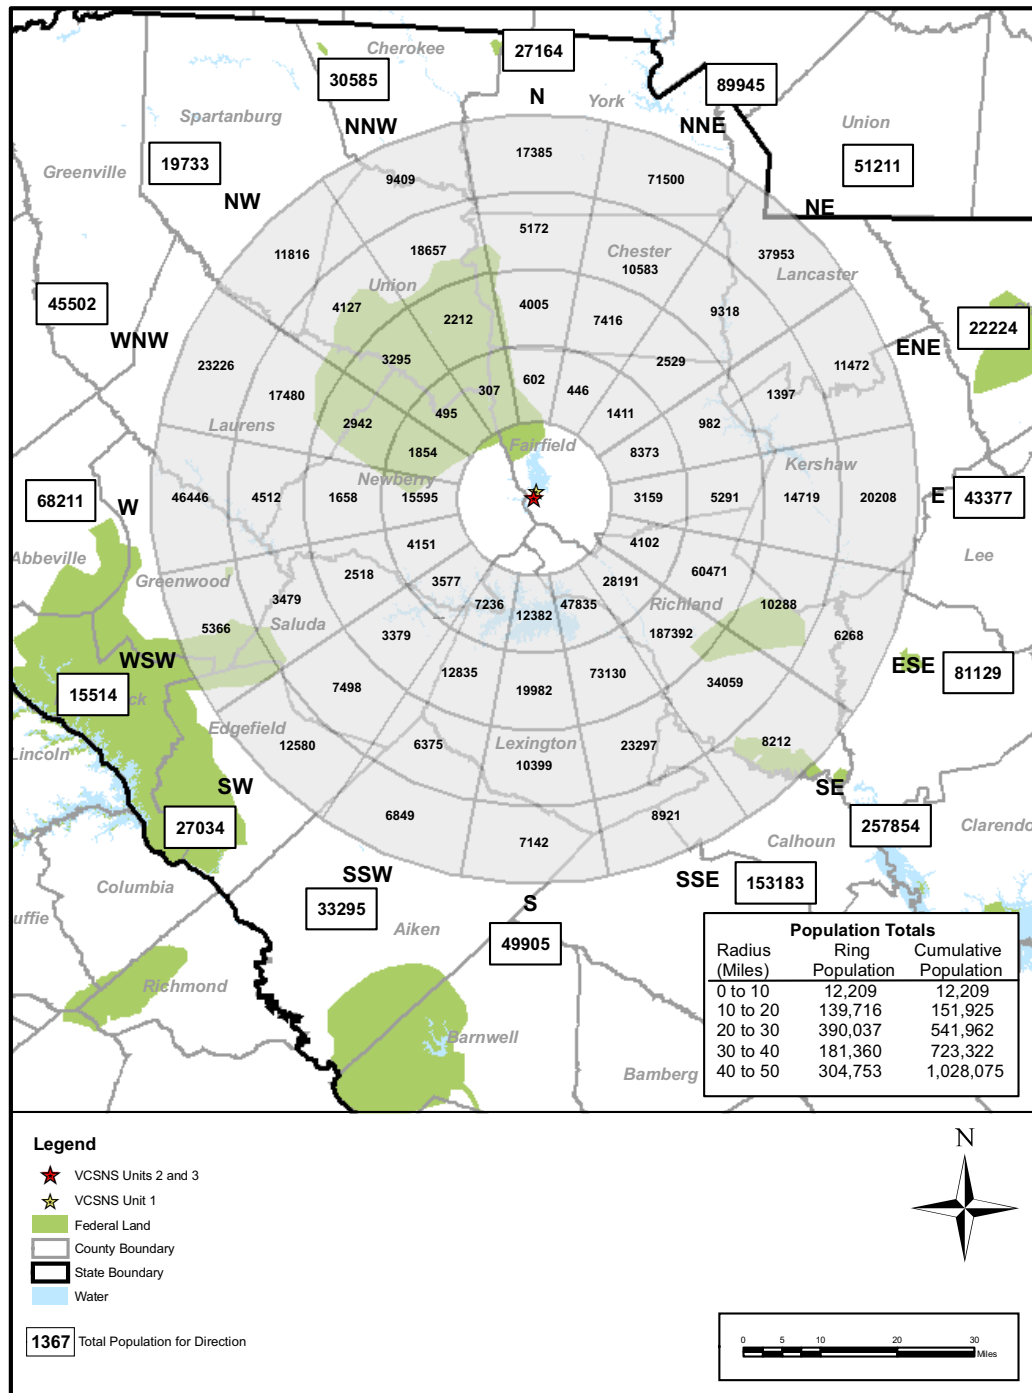 Cherokee
27164
30585
89945
N
York
Spartanburg
NNW
NNE
Union
17385
19733
51211
Greenville
9409
71500
NW
NE
5172
18657
Chester
11816
37953
10583
Lancaster
Union
4127
4005
45502
2212
7416
9318
22224
WNW
ENE
3295
2529
23226
11472
602
307
446
1397
17480
495
1411
2942
982
Laurens
Fairfield
1854
8373
Kershaw
Newberry
68211
W
46446
4512
1658
15595
3159
5291
14719
20208
E
43377
4151
4102
Abbeville
Lee
2518
60471
Greenwood
3577
28191
3479
7236
12382
47835
Richland
10288
Saluda
5366
3379
187392
6268
WSW
ESE
15514
12835
73130
81129
ck
7498
19982
34059
Edgefield
12580
6375
Lexington
23297
8212
Lincoln
10399
SW
SE
27034
6849
8921
257854
7142
Calhoun
Clarendo
SSW
SSE
Columbia
153183
33295
S
uffie
Aiken
49905
Population Totals
Radius (Miles) Ring Population Cumulative Population
0 to 10 12,209 12,209
10 to 20 139,716 151,925
20 to 30 390,037 541,962
30 to 40 181,360 723,322
40 to 50 304,753 1,028,075
Richmond
Barnwell
Bamberg
Legend
VCSNS Units 2 and 3
VCSNS Unit 1
Federal Land
County Boundary
State Boundary
Water
1367 Total Population for Direction
N
0 5 10 20 30
Miles